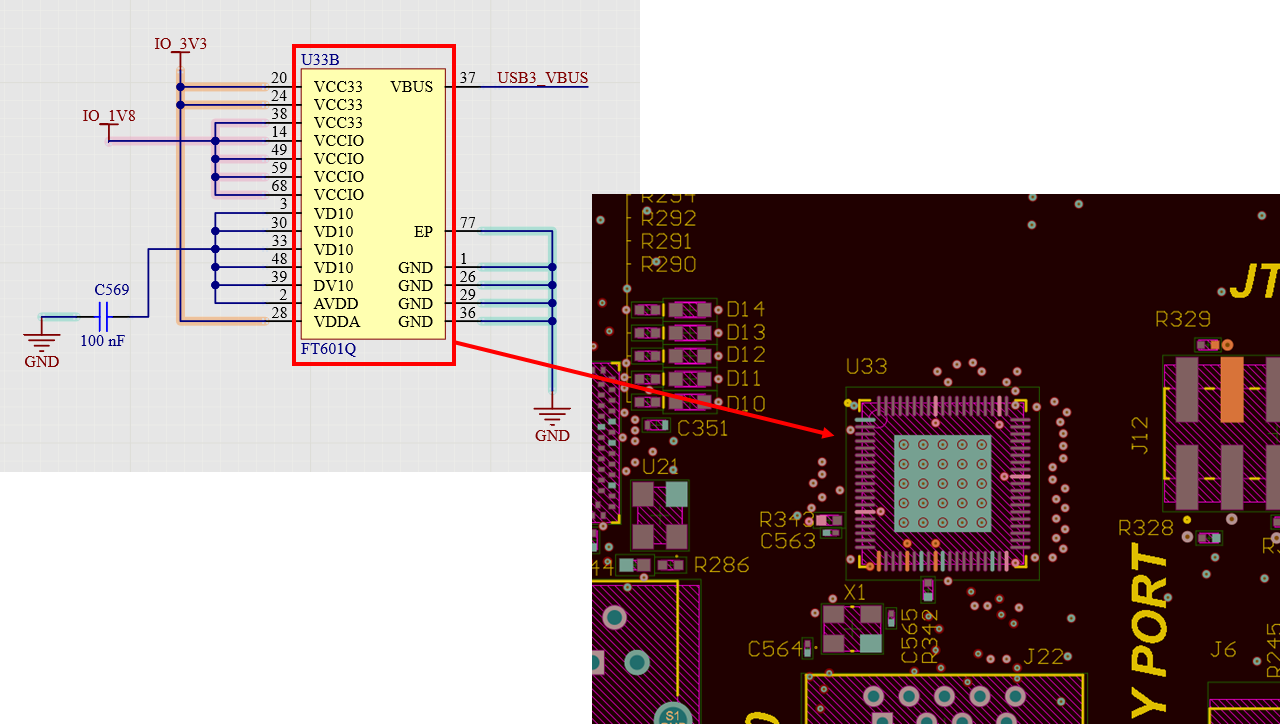 IO_3V3
U33B
20 VCC33 VBUS 37 USB3_VBUS
24 VCC33
38 VCC33
IO_1V8
14 VCCIO
49 VCCIO
59 VCCIO
68 VCCIO
3 VD10
30 VD10 EP 77
33 VD10
48 VD10 GND 1
39 DV10 GND 26
2 AVDD GND 29
28 VDDA GND 36
C569
100 nF
FT601Q
GND
GND
R294
R292
R291
R290
JT
D14
D13
D12
D11
D10
R329
U33
C351
J12
U21
R343
C563
R328
R286
44
X1
C565
R342
C564
J22
Y PORT
J6
R245
S1